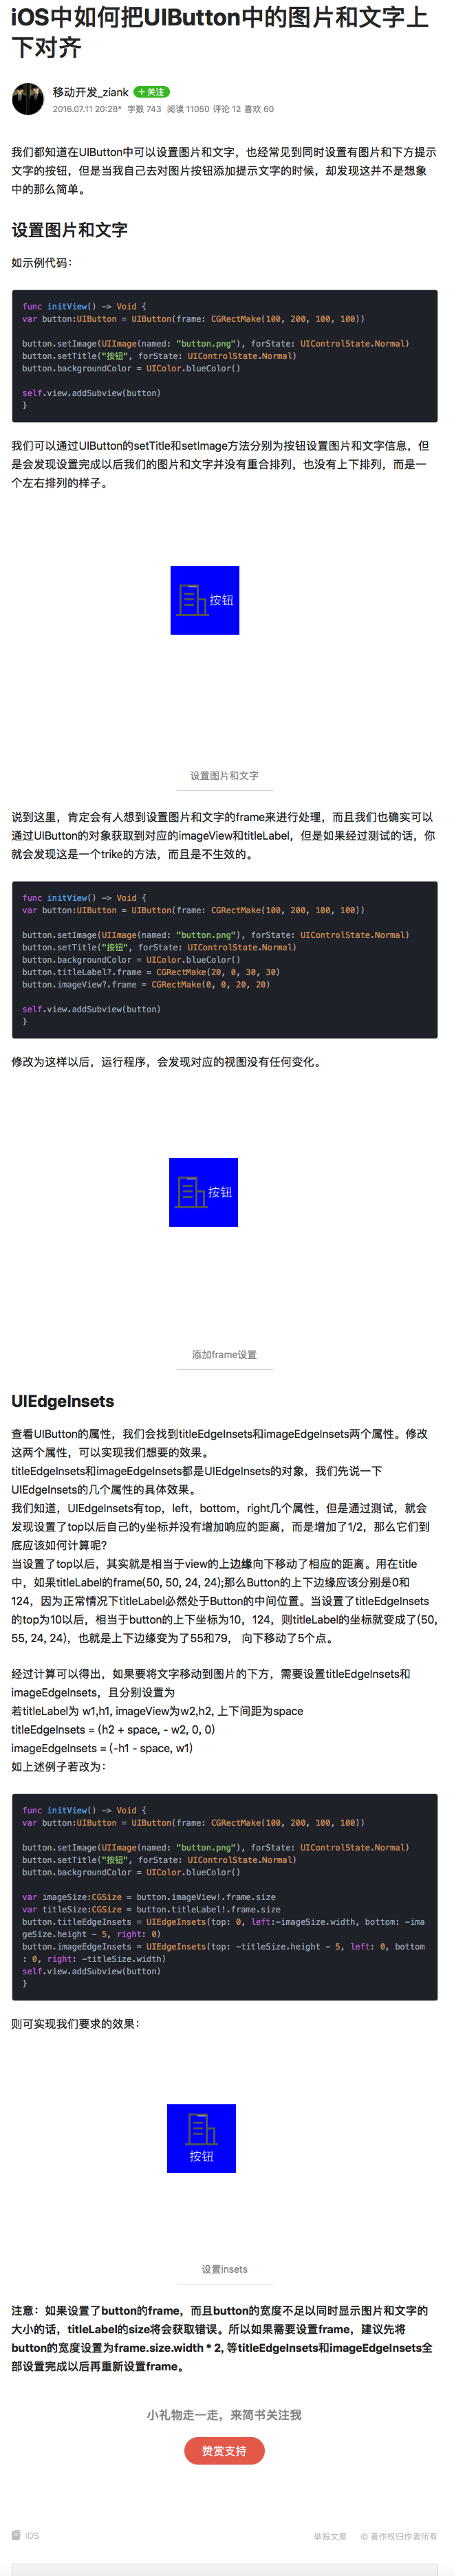 iOS中如何把UIButton中的图片和文字上
下对齐
移动开发_ziank + 关注
2016.07.11 20:28* 字数 743 阅读 11050 评论 12 喜欢 60
我们都知道在UIButton中可以设置图片和文字，也经常见到同时设置有图片和下方提示
文字的按钮，但是当我自己去对图片按钮添加提示文字的时候，却发现这并不是想象
中的那么简单。
设置图片和文字
如示例代码：
func initView() -> Void {
var button:UIButton = UIButton(frame: CGRectMake(100, 200, 100, 100))
button.setImage(UIImage(named: "button.png"), forState: UIControlState.Normal)
button.setTitle("按钮", forState: UIControlState.Normal)
button.backgroundColor = UIColor.blueColor()
self.view.addSubview(button)
}
我们可以通过UIButton的setTitle和setImage方法分别为按钮设置图片和文字信息，但
是会发现设置完成以后我们的图片和文字并没有重合排列，也没有上下排列，而是一
个左右排列的样子。
按钮
设置图片和文字
说到这里，肯定会有人想到设置图片和文字的frame来进行处理，而且我们也确实可以
通过UIButton的对象获取到对应的imageView和titleLabel，但是如果经过测试的话，你
就会发现这是一个trike的方法，而且是不生效的。
func initView() -> Void {
var button:UIButton = UIButton(frame: CGRectMake(100, 200, 100, 100))
button.setImage(UIImage(named: "button.png"), forState: UIControlState.Normal)
button.setTitle("按钮", forState: UIControlState.Normal)
button.backgroundColor = UIColor.blueColor()
button.titleLabel?.frame = CGRectMake(20, 0, 30, 30)
button.imageView?.frame = CGRectMake(0, 0, 20, 20)
self.view.addSubview(button)
}
修改为这样以后，运行程序，会发现对应的视图没有任何变化。
按钮
添加frame设置
UIEdgeInsets
查看UIButton的属性，我们会找到titleEdgeInsets和imageEdgeInsets两个属性。修改
这两个属性，可以实现我们想要的效果。
titleEdgeInsets和imageEdgeInsets都是UIEdgeInsets的对象，我们先说一下
UIEdgeInsets的几个属性的具体效果。
我们知道，UIEdgeInsets有top，left，bottom，right几个属性，但是通过测试，就会
发现设置了top以后自己的y坐标并没有增加响应的距离，而是增加了1/2，那么它们到
底应该如何计算呢?
当设置了top以后，其实就是相当于view的上边缘向下移动了相应的距离。用在title
中，如果titleLabel的frame(50, 50, 24, 24);那么Button的上下边缘应该分别是0和
124，因为正常情况下titleLabel必然处于Button的中间位置。当设置了titleEdgeInsets
的top为10以后，相当于button的上下坐标为10，124，则titleLabel的坐标就变成了(50,
55, 24, 24)，也就是上下边缘变为了55和79， 向下移动了5个点。
经过计算可以得出，如果要将文字移动到图片的下方，需要设置titleEdgeInsets和
imageEdgeInsets，且分别设置为
若titleLabel为 w1,h1, imageView为w2,h2, 上下间距为space
titleEdgeInsets = (h2 + space, - w2, 0, 0)
imageEdgeInsets = (-h1 - space, w1)
如上述例子若改为：
func initView() -> Void {
var button:UIButton = UIButton(frame: CGRectMake(100, 200, 100, 100))
button.setImage(UIImage(named: "button.png"), forState: UIControlState.Normal)
button.setTitle("按钮", forState: UIControlState.Normal)
button.backgroundColor = UIColor.blueColor()
var imageSize:CGSize = button.imageView!.frame.size
var titleSize:CGSize = button.titleLabel!.frame.size
button.titleEdgeInsets = UIEdgeInsets(top: 0, left:-imageSize.width, bottom: -ima
geSize.height - 5, right: 0)
button.imageEdgeInsets = UIEdgeInsets(top: -titleSize.height - 5, left: 0, bottom
: 0, right: -titleSize.width)
self.view.addSubview(button)
}
则可实现我们要求的效果：
按钮
设置insets
注意：如果设置了button的frame，而且button的宽度不足以同时显示图片和文字的
大小的话，titleLabel的size将会获取错误。所以如果需要设置frame，建议先将
button的宽度设置为frame.size.width * 2, 等titleEdgeInsets和imageEdgeInsets全
部设置完成以后再重新设置frame。
小礼物走一走，来简书关注我
赞赏支持
iOS 举报文章 © 著作权归作者所有